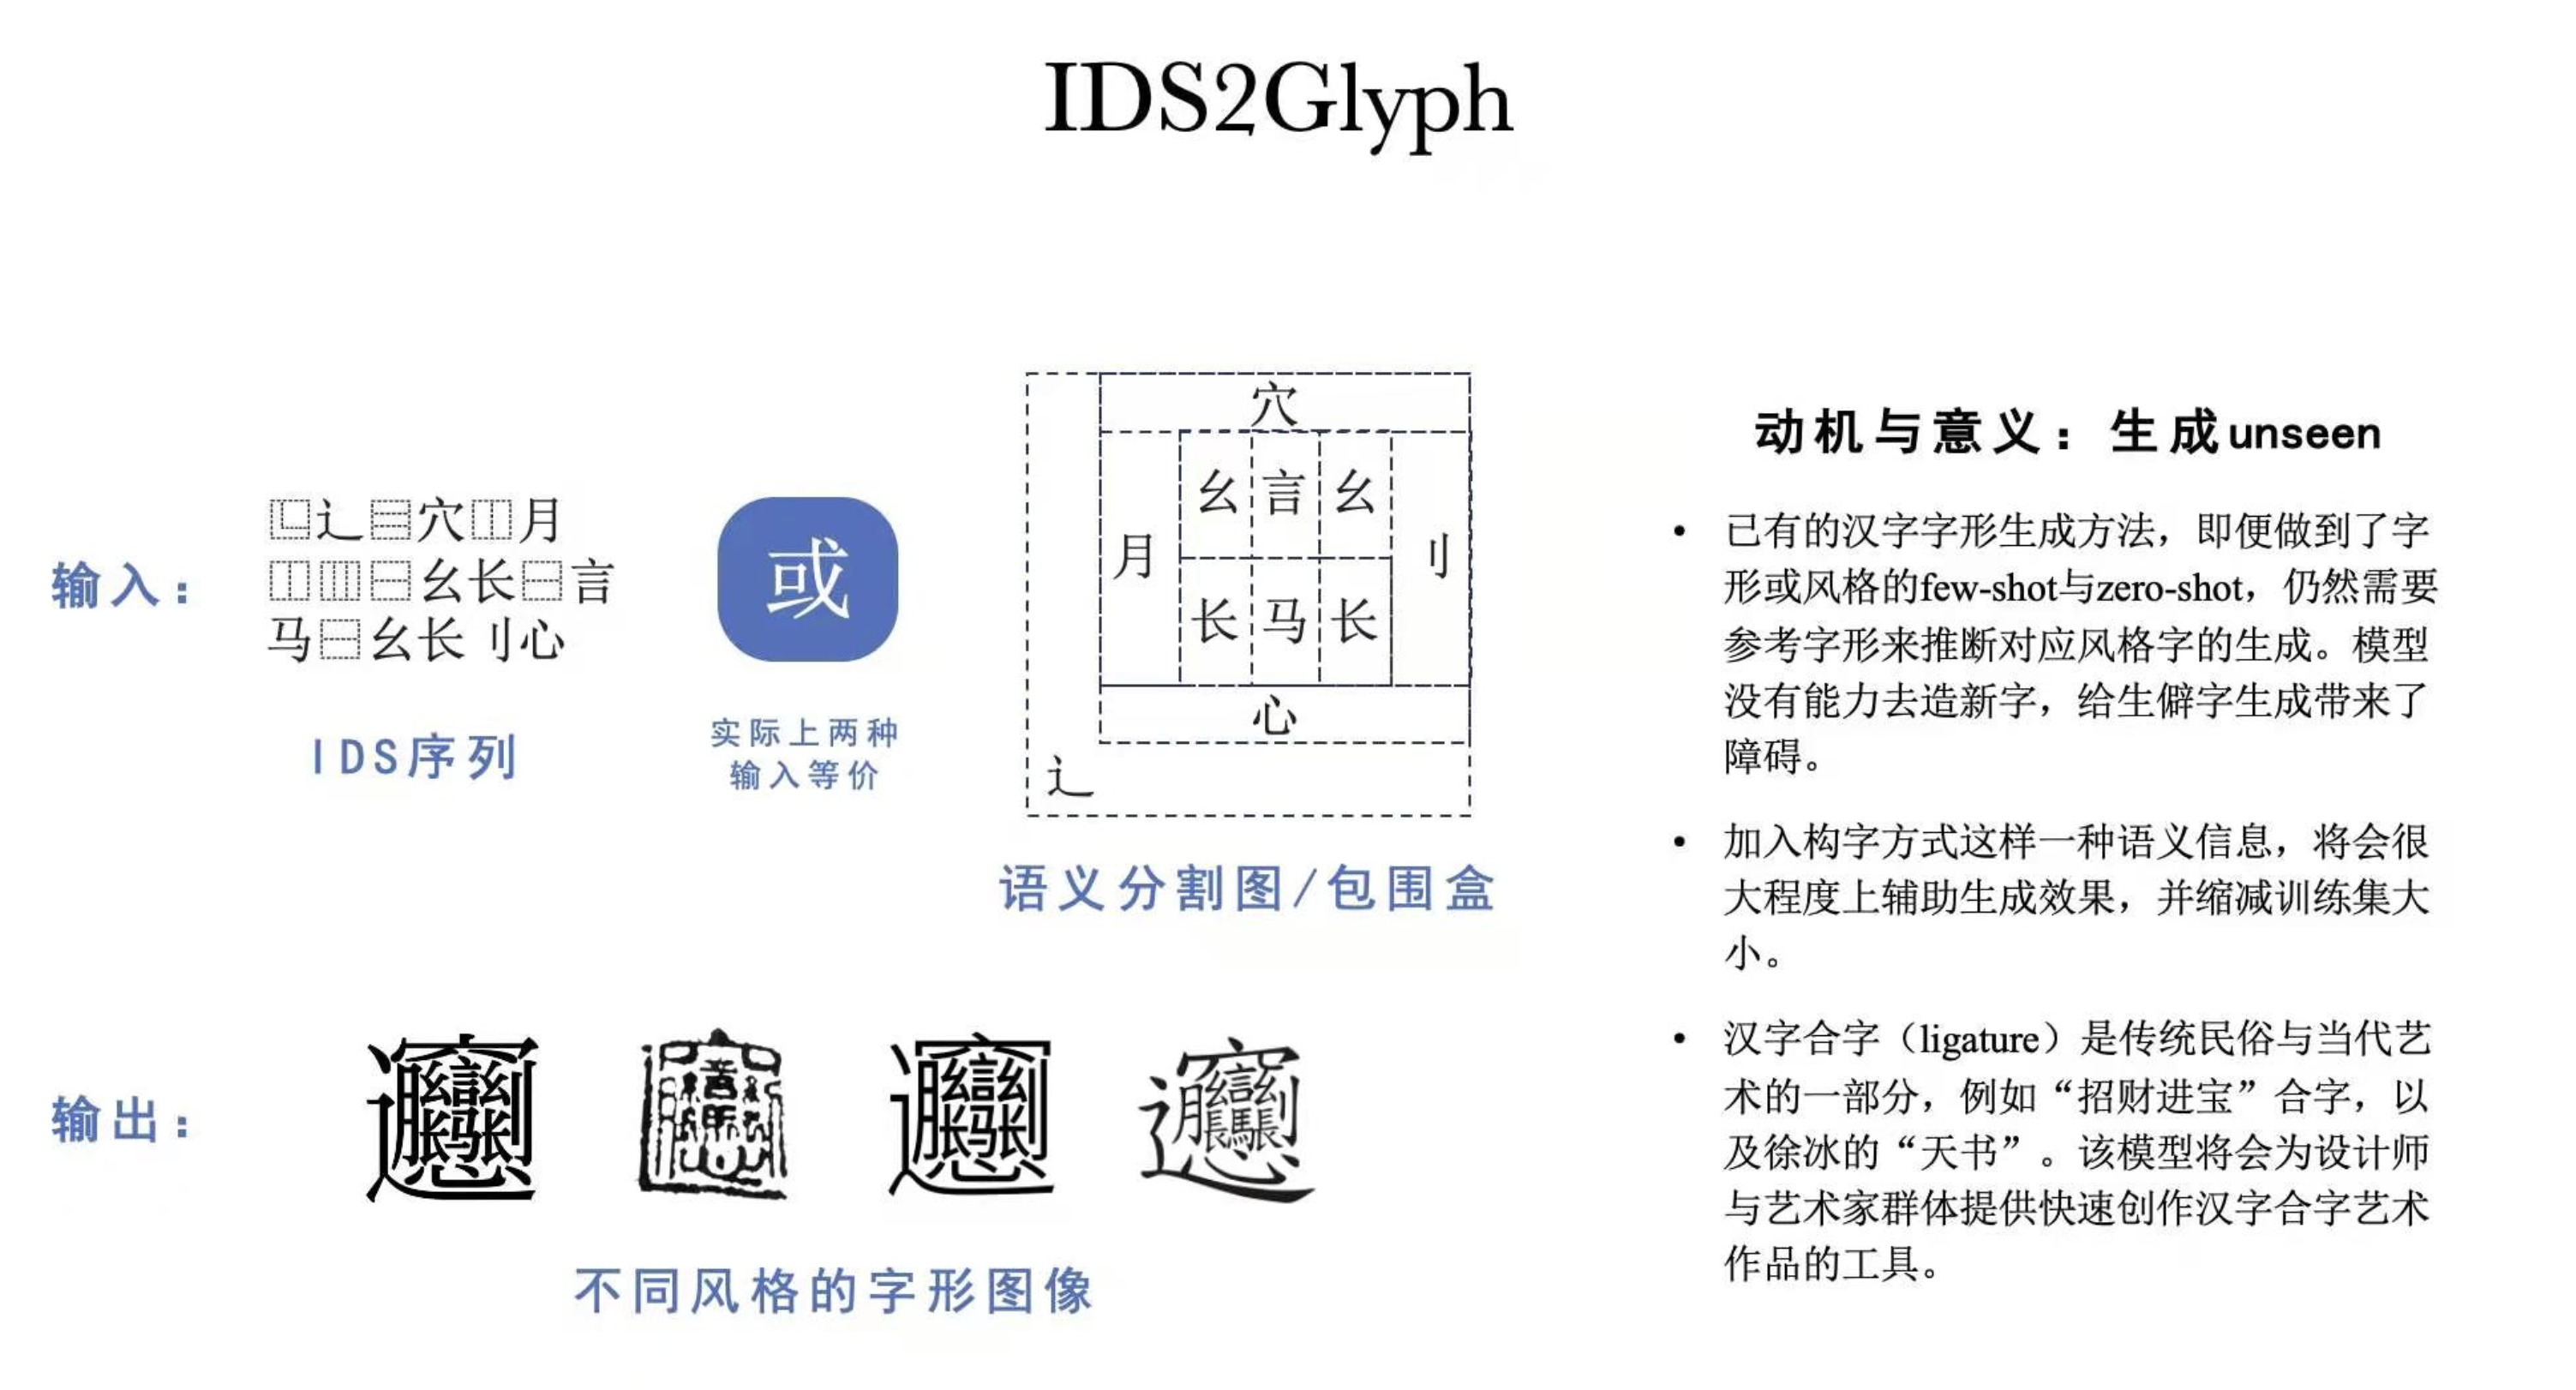 IDS2Glyph
输入：
⿺辶⿳穴⿲月
⿱⿲⿱幺长⿱言
马⿱幺长刂心
IDS序列
或
实际上两种
输入等价
穴
幺 言 幺
月 刂
长 马 长
心
辶
语义分割图/包围盒
输出：
不同风格的字形图像
动机与意义：生成unseen
• 已有的汉字字形生成方法，即便做到了字
形或风格的few-shot与zero-shot，仍然需要
参考字形来推断对应风格字的生成。模型
没有能力去造新字，给生僻字生成带来了
障碍。
• 加入构字方式这样一种语义信息，将会很
大程度上辅助生成效果，并缩减训练集大
小。
• 汉字合字（ligature）是传统民俗与当代艺
术的一部分，例如“招财进宝”合字，以
及徐冰的“天书”。该模型将会为设计师
与艺术家群体提供快速创作汉字合字艺术
作品的工具。